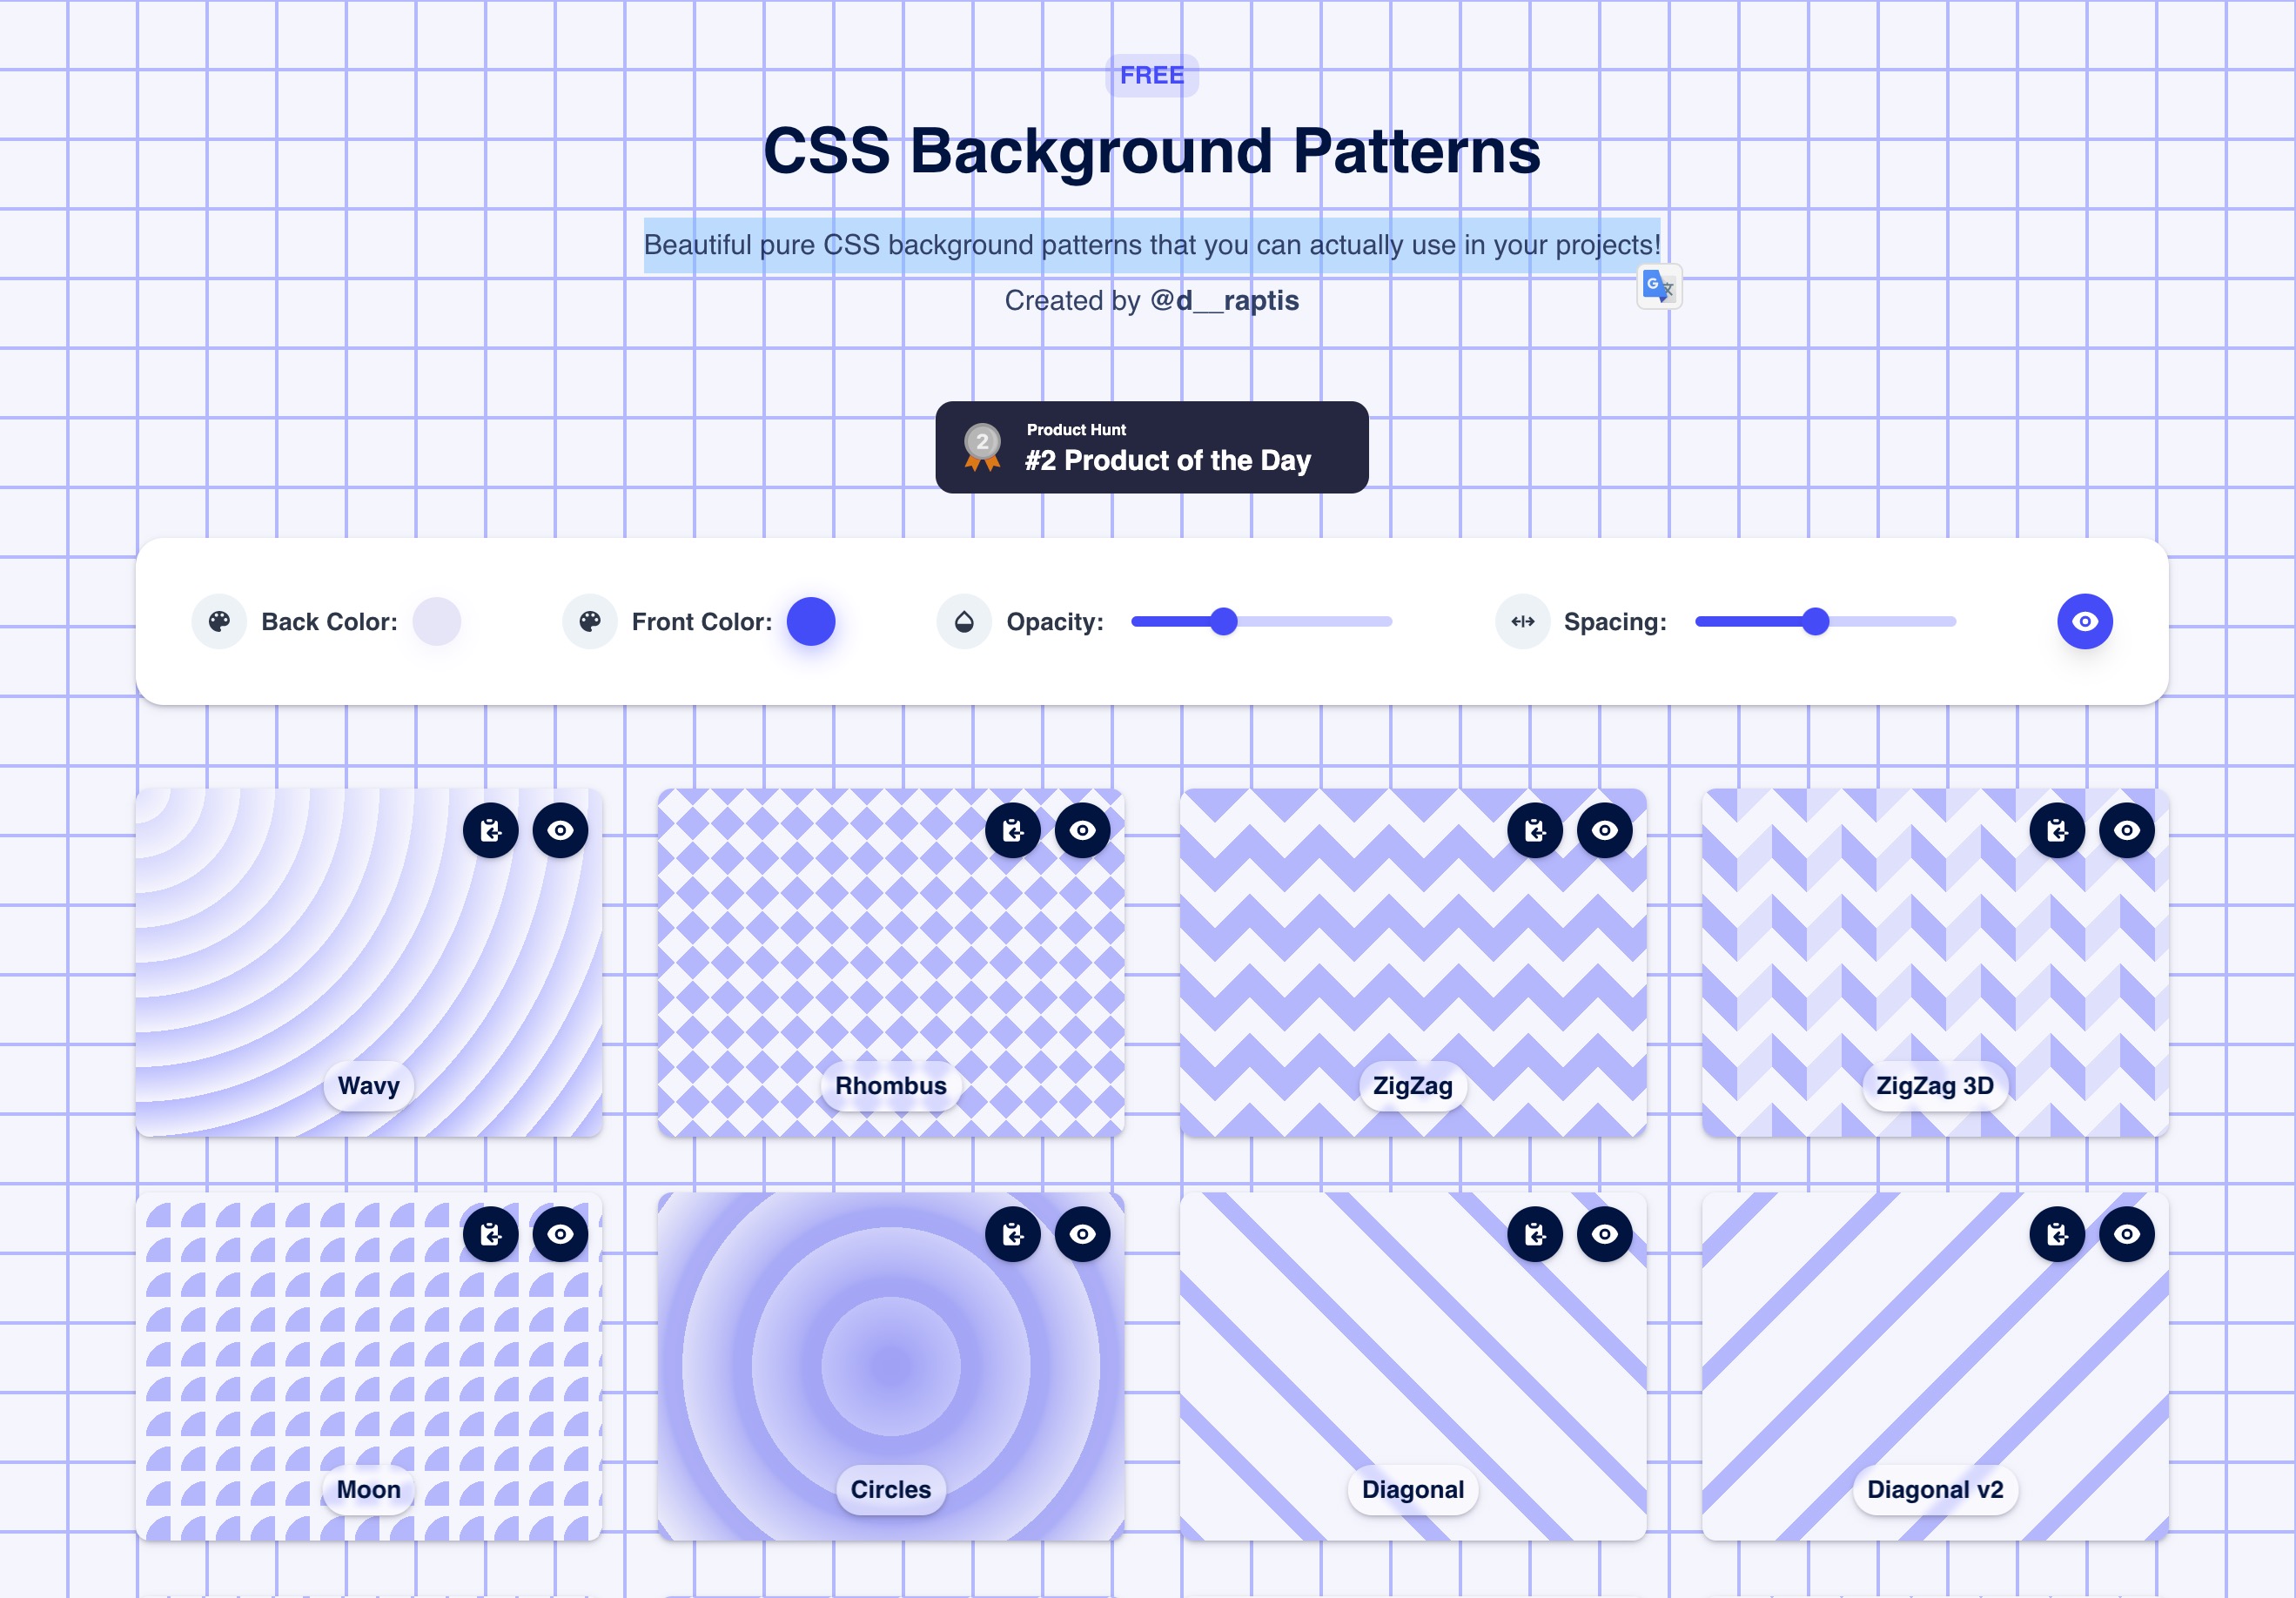 FREE
CSS Background Patterns
Beautiful pure CSS background patterns that you can actually use in your projects!
Created by @d__raptis
G 文
2
Product Hunt
#2 Product of the Day
Back Color:
Front Color:
Opacity:
Spacing:
Wavy
Rhombus
ZigZag
ZigZag 3D
Moon
Circles
Diagonal
Diagonal v2